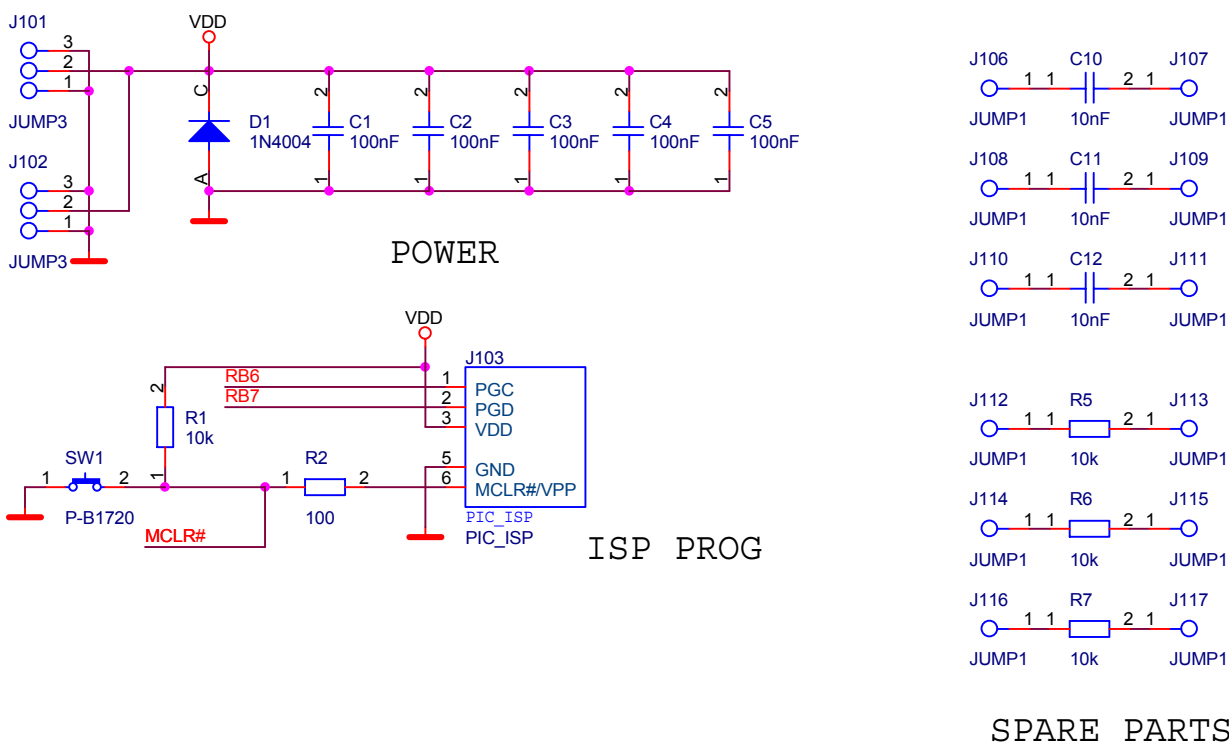 J101
3
2
1
JUMP3
J102
3
2
1
JUMP3
VDD
C
A
D1
1N4004
2
1
C1
100nF
2
1
C2
100nF
2
1
C3
100nF
2
1
C4
100nF
2
1
C5
100nF
POWER
VDD
J103
RB6
RB7
1
2
3
5
6
PGC
PGD
VDD
GND
MCLR#/VPP
PIC_ISP
PIC_ISP
2
R1
10k
1
SW1
1
2
P-B1720
R2
1
2
100
MCLR#
ISP PROG
J106 C10 J107
1 1 2 1
JUMP1 10nF JUMP1
J108 C11 J109
1 1 2 1
JUMP1 10nF JUMP1
J110 C12 J111
1 1 2 1
JUMP1 10nF JUMP1
J112 R5 J113
1 1 2 1
JUMP1 10k JUMP1
J114 R6 J115
1 1 2 1
JUMP1 10k JUMP1
J116 R7 J117
1 1 2 1
JUMP1 10k JUMP1
SPARE PARTS